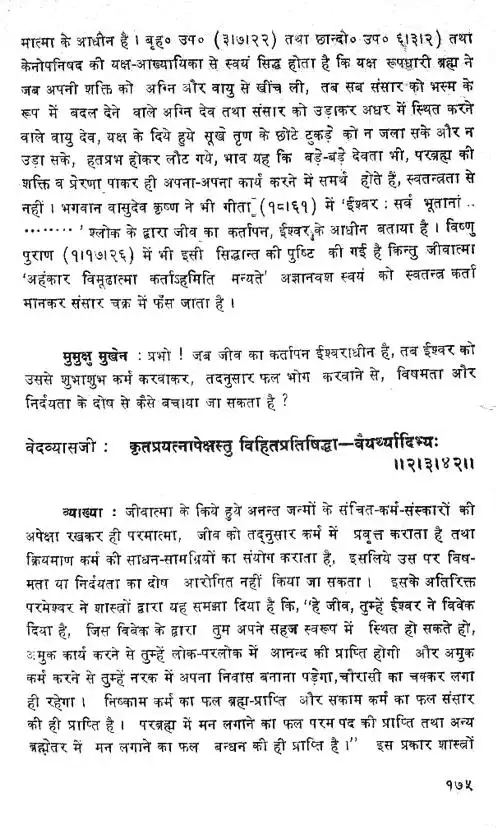 मात्मा के आधीन है । बृह० उप० (३।७।२२) तथा छान्दो० उप० ६।३।२) तथा
केनोपनिषद की यक्ष-आख्यायिका से स्वयं सिद्ध होता है कि यक्ष रूपधारी ब्रह्म ने
जब अपनी शक्ति को अग्नि और वायु से खींच ली, तब सब संसार को भस्म के
रूप में बदल देने वाले अग्नि देव तथा संसार को उड़ाकर अधर में स्थित करने
वाले वायु देव, यक्ष के दिये हुये सूखे तृण के छोटे टुकड़े को न जला सके और न
उड़ा सके, हतप्रभ होकर लौट गये, भाव यह कि बड़े-बड़े देवता भी, परब्रह्म की
शक्ति व प्रेरणा पाकर ही अपना-अपना कार्य करने में समर्थ होते हैं, स्वतन्त्रता से
नहीं । भगवान वासुदेव कृष्ण ने भी गीता (१८।६१) में 'ईश्वर : सर्व भूतानां ..
........ ' श्लोक के द्वारा जीव का कर्तापन, ईश्वर के आधीन बताया है । विष्णु
पुराण (१।१७।२६) में भी इसी सिद्धान्त की पुष्टि की गई है किन्तु जीवात्मा
'अहंकार विमूढात्मा कर्ताऽहमिति मन्यते' अज्ञानवश स्वयं को स्वतन्त्र कर्ता
मानकर संसार चक्र में फँस जाता है ।
मुमुक्षु मुखेन : प्रभो ! जब जीव का कर्तापन ईश्वराधीन है, तब ईश्वर को
उससे शुभाशुभ कर्म करवाकर, तदनुसार फल भोग करवाने से, विषमता और
निर्दयता के दोष से कैसे बचाया जा सकता है ?
वेदव्यासजी : कृतप्रयत्नापेक्षस्तु विहितप्रतिषिद्धा—वैयर्थ्यादिभ्यः
॥२।३।४२॥
व्याख्या : जीवात्मा के किये हुये अनन्त जन्मों के संचित-कर्म-संस्कारों की
अपेक्षा रखकर ही परमात्मा, जीव को तद्नुसार कर्म में प्रवृत्त कराता है तथा
क्रियमाण कर्म की साधन-सामग्रियों का संयोग कराता है, इसलिये उस पर विष-
मता या निर्दयता का दोष आरोपित नहीं किया जा सकता । इसके अतिरिक्त
परमेश्वर ने शास्त्रों द्वारा यह समझा दिया है कि, "हे जीव, तुम्हें ईश्वर ने विवेक
दिया है, जिस विवेक के द्वारा तुम अपने सहज स्वरूप में स्थित हो सकते हो,
अमुक कार्य करने से तुम्हें लोक-परलोक में आनन्द की प्राप्ति होगी और अमुक
कर्म करने से तुम्हें नरक में अपना निवास बनाना पड़ेगा,चौरासी का चक्कर लगा
ही रहेगा । निष्काम कर्म का फल ब्रह्म-प्राप्ति और सकाम कर्म का फल संसार
की ही प्राप्ति है । परब्रह्म में मन लगाने का फल परम पद की प्राप्ति तथा अन्य
ब्रह्मेतर में मन लगाने का फल बन्धन की ही प्राप्ति है ।" इस प्रकार शास्त्रों
१७५